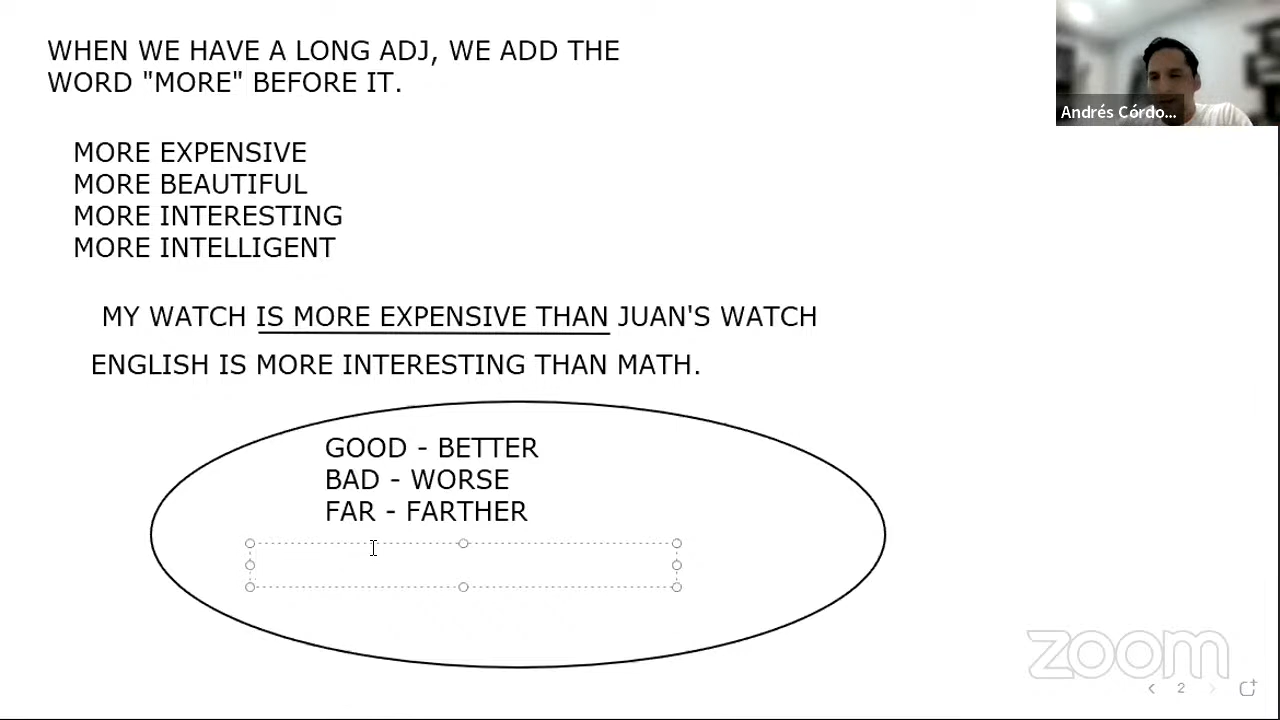 WHEN WE HAVE A LONG ADJ, WE ADD THE
WORD "MORE" BEFORE IT.
MORE EXPENSIVE
MORE BEAUTIFUL
MORE INTERESTING
MORE INTELLIGENT
MY WATCH IS MORE EXPENSIVE THAN JUAN'S WATCH
ENGLISH IS MORE INTERESTING THAN MATH.
GOOD - BETTER
BAD - WORSE
FAR - FARTHER
Andrés Córdo...
zoom
2